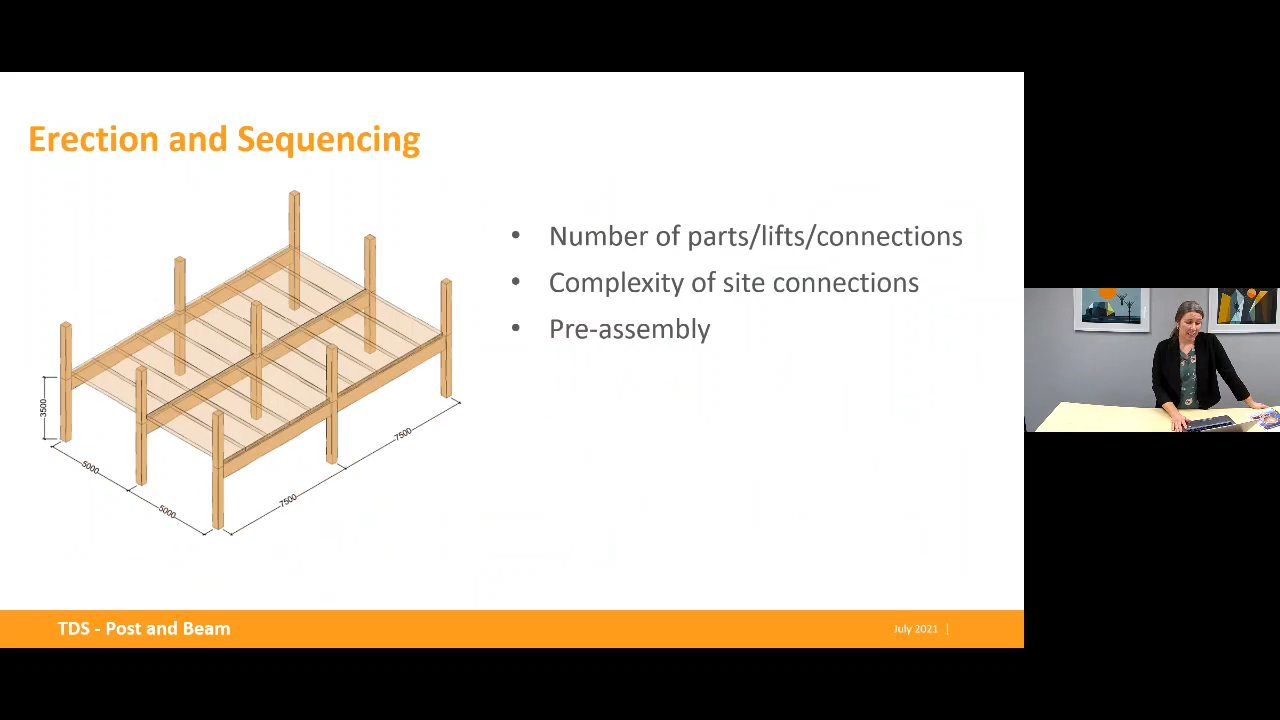 Erection and Sequencing
• Number of parts/lifts/connections
• Complexity of site connections
• Pre-assembly
3500
5000
5000
7500
7500
TDS - Post and Beam
July 2021 |